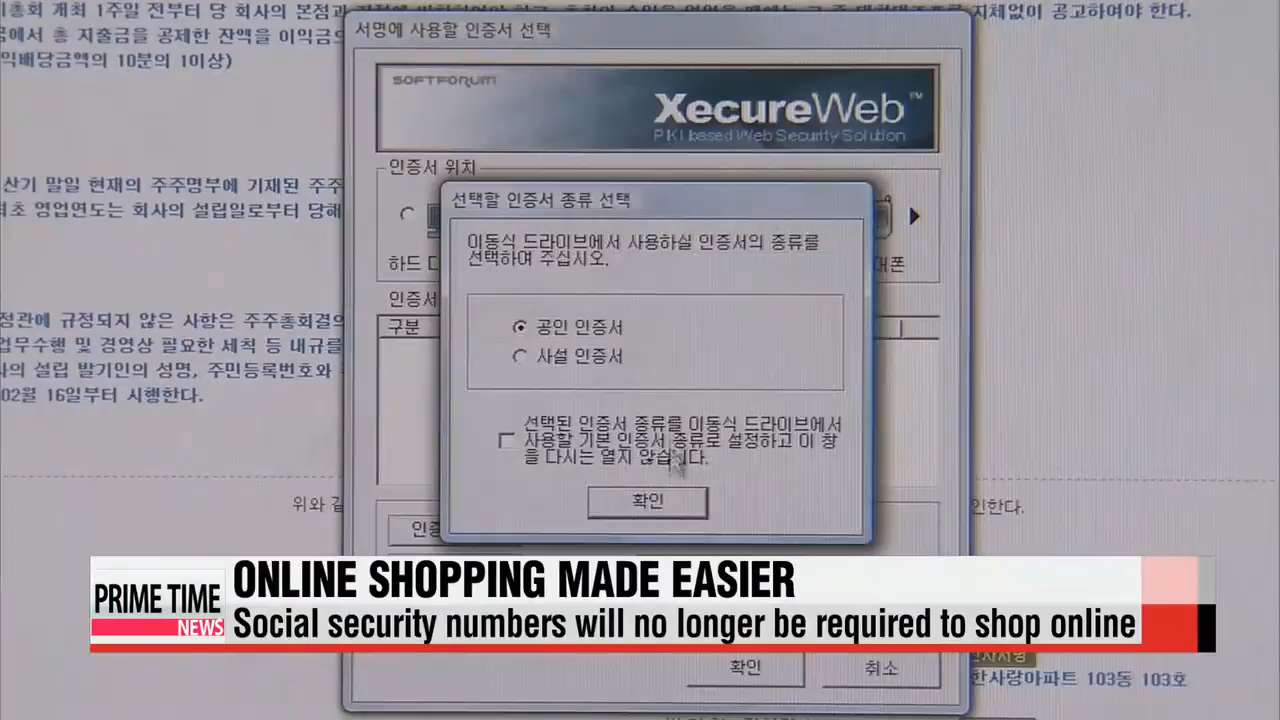 총회 개최 1주일 전부터 당 회사의 본점과
지체없이 공고하여야 한다.
에서 총 지출금을 공제한 잔액을 이익금으
익배당금액의 10분의 1이상)
서명에 사용할 인증서 선택
SOFTFORUM
XecureWeb™
PKI based Web Security Solution
인증서 위치
산기 말일 현재의 주주명부에 기재된 주주
최초 영업연도는 회사의 설립일로부터 당해
선택할 인증서 종류 선택
이동식 드라이브에서 사용하실 인증서의 종류를
선택하여 주십시오.
하드
대폰
인증서
구분
공인 인증서
사설 인증서
정관에 규정되지 않은 사항은 주주총회결의
업무수행 및 경영상 필요한 세척 등 내규를
사의 설립 발기인의 성명, 주민등록번호와
02월 16일부터 시행한다.
선택된 인증서 종류를 이동식 드라이브에서
사용할 기본 인증서 종류로 설정하고 이 창
을 다시는 열지 않습니다.
확인
위와 같
인한다.
인증
PRIME TIME
NEWS
ONLINE SHOPPING MADE EASIER
Social security numbers will no longer be required to shop online
확인
취소
한사랑아파트 103동 103호